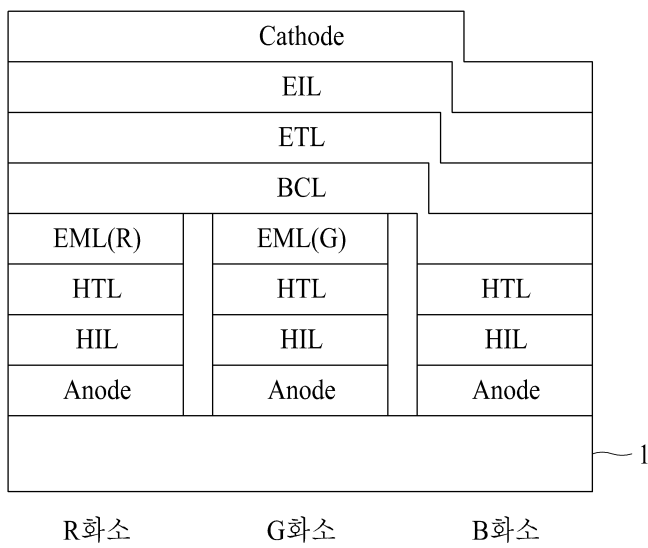 Cathode
EIL
ETL
BCL
EML(R) EML(G)
HTL HTL HTL
HIL HIL HIL
Anode Anode Anode
1
R화소 G화소 B화소